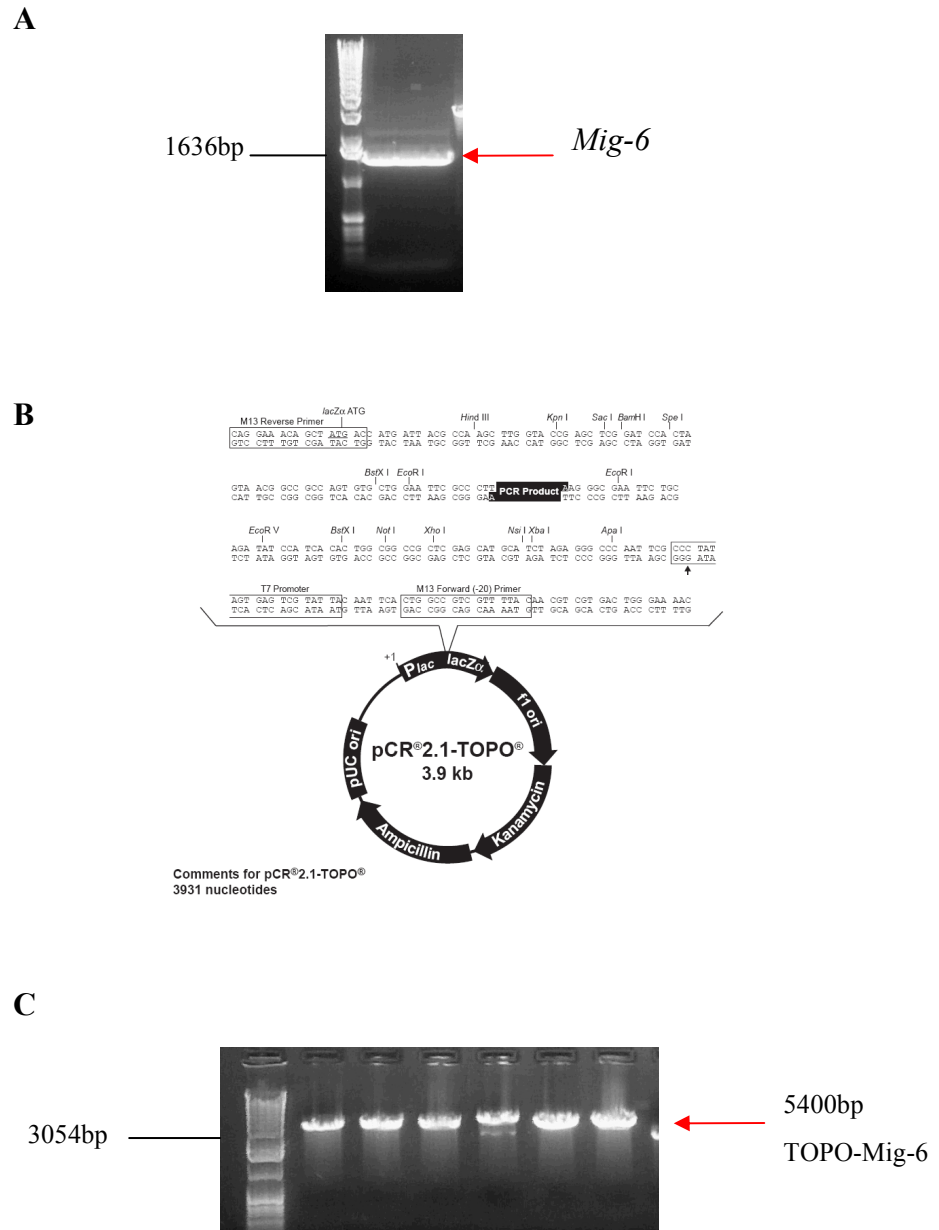 A
1636bp
Mig-6
B
lacZα ATG
M13 Reverse Primer
Hind III Kpn I Sac I BamH I Spe I
CAG GAA ACA GCT ATG ACC ATG ATT ACG CCA AGC TTG GTA CCG AGC TCG GAT CCA CTA
GTC CTT TGT CGA TAC TGG TAC TAA TGC GGT TCG AAC CAT GGC TCG AGC CTA GGT GAT
BstX I EcoR I EcoR I
GTA ACG GCC GCC AGT GTG CTG GAA TTC GCC CTT PCR Product AAG GGC GAA TTC TGC
CAT TGC CGG CGG TCA CAC GAC CTT AAG CGG GAA TTC CCG CTT AAG ACG
EcoR V BstX I Not I Xho I Nsi I Xba I Apa I
AGA TAT CCA TCA CAC TGG CGG CCG CTC GAG CAT GCA TCT AGA GGG CCC AAT TCG CCC TAT
TCT ATA GGT AGT GTG ACC GCC GGC GAG CTC GTA CGT AGA TCT CCC GGG TTA AGC GGG ATA
T7 Promoter M13 Forward (-20) Primer
AGT GAG TCG TAT TAC AAT TCA CTG GCC GTC GTT TTA CAA CGT CGT GAC TGG GAA AAC
TCA CTC AGC ATA ATG TTA AGT GAC CGG CAG CAA AAT GTT GCA GCA CTG ACC CTT TTG
+1
Plac lacZα
f1 ori
pUC ori
pCR®2.1-TOPO®
3.9 kb
Kanamycin
Ampicillin
Comments for pCR®2.1-TOPO®
3931 nucleotides
C
3054bp
5400bp
TOPO-Mig-6